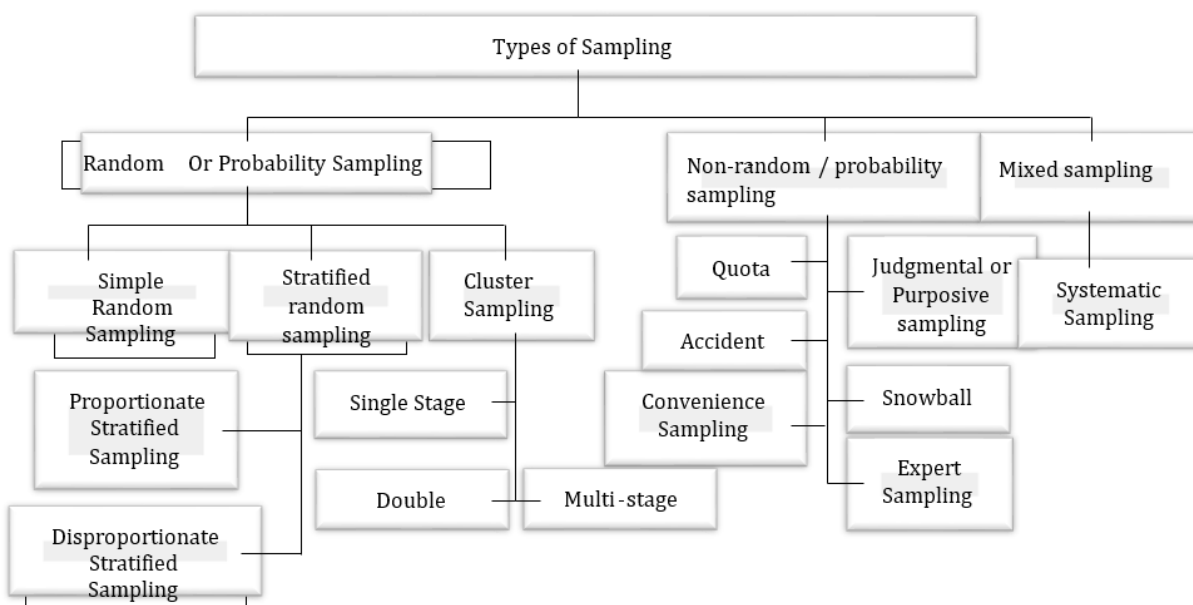 Types of Sampling
Random Or Probability Sampling
Non-random / probability
sampling
Mixed sampling
Simple
Random
Sampling
Stratified
random
sampling
Cluster
Sampling
Quota
Judgmental or
Purposive
sampling
Systematic
Sampling
Accident
Proportionate
Stratified
Sampling
Single Stage
Convenience
Sampling
Snowball
Double
Multi-stage
Expert
Sampling
Disproportionate
Stratified
Sampling